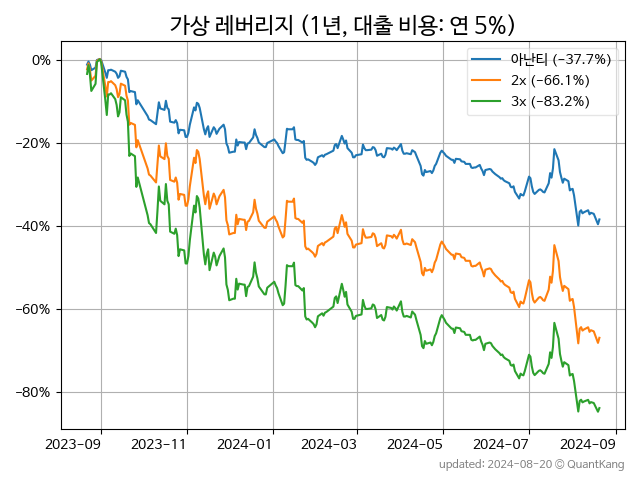 가상 레버리지 (1년, 대출 비용: 연 5%)
아난티 (−37.7%)
2x (−66.1%)
3x (−83.2%)
0%
−20%
−40%
−60%
−80%
2023−09 2023−11 2024−01 2024−03 2024−05 2024−07 2024−09
updated: 2024-08-20 © QuantKang